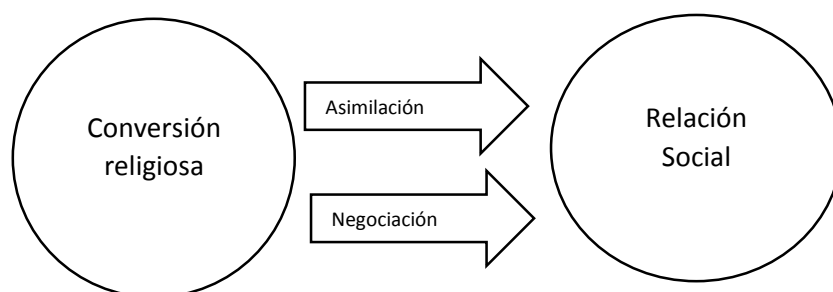 Conversión
religiosa
Asimilación
Negociación
Relación
Social